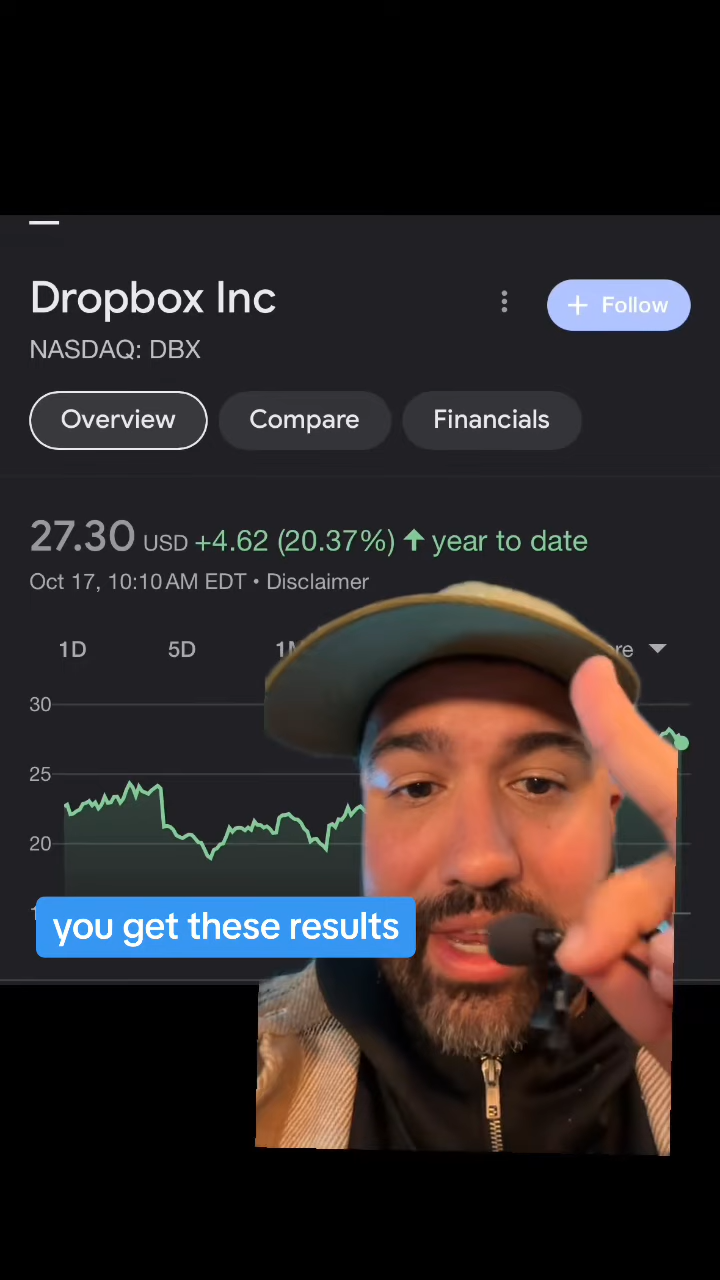 Dropbox Inc
+ Follow
NASDAQ: DBX
Overview
Compare
Financials
27.30 USD +4.62 (20.37%) ↑ year to date
Oct 17, 10:10 AM EDT • Disclaimer
1D 5D
30
25
20
you get these results